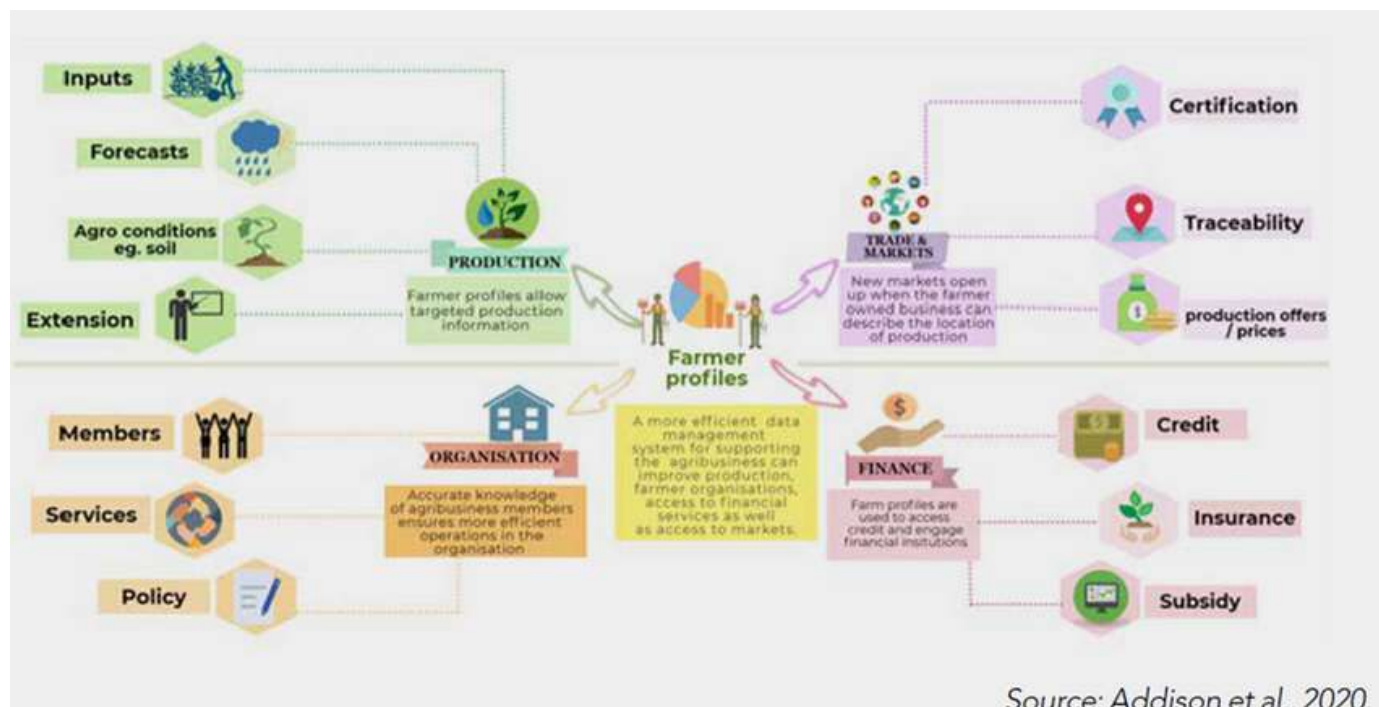 Inputs
Forecasts
Agro conditions
eg. soil
Extension
PRODUCTION
Farmer profiles allow
targeted production
information
Certification
Traceability
production offers
/ prices
TRADE &
MARKETS
New markets open
up when the farmer
owned business can
describe the location
of production
Farmer
profiles
A more efficient data
management
system for supporting
the agribusiness can
improve production,
farmer organisations,
access to financial
services as well
as access to markets.
Members
Services
Policy
ORGANISATION
Accurate knowledge
of agribusiness members
ensures more efficient
operations in the
organisation
FINANCE
Farm profiles are
used to access
credit and engage
financial insitutions
Credit
Insurance
Subsidy
Source: Addison et al., 2020